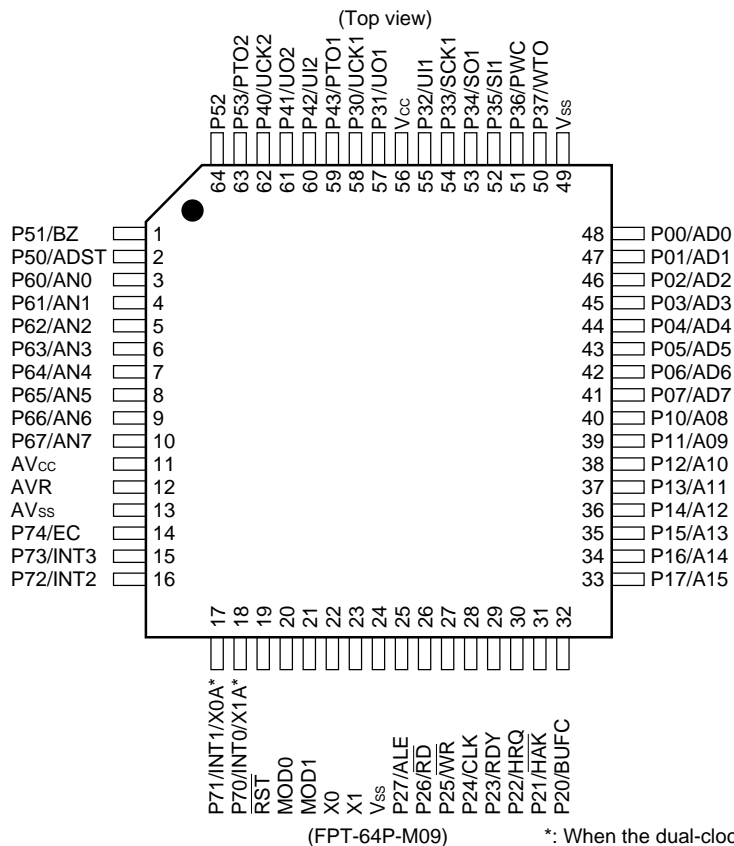 (Top view)
P52
P53/PTO2
P40/UCK2
P41/UO2
P42/UI2
P43/PTO1
P30/UCK1
P31/UO1
Vcc
P32/UI1
P33/SCK1
P34/SO1
P35/SI1
P36/PWC
P37/WTO
Vss
64
63
62
61
60
59
58
57
56
55
54
53
52
51
50
49
P51/BZ 1
P50/ADST 2
P60/AN0 3
P61/AN1 4
P62/AN2 5
P63/AN3 6
P64/AN4 7
P65/AN5 8
P66/AN6 9
P67/AN7 10
AVcc 11
AVR 12
AVss 13
P74/EC 14
P73/INT3 15
P72/INT2 16
48 P00/AD0
47 P01/AD1
46 P02/AD2
45 P03/AD3
44 P04/AD4
43 P05/AD5
42 P06/AD6
41 P07/AD7
40 P10/A08
39 P11/A09
38 P12/A10
37 P13/A11
36 P14/A12
35 P15/A13
34 P16/A14
33 P17/A15
17
18
19
20
21
22
23
24
25
26
27
28
29
30
31
32
P71/INT1/X0A*
P70/INT0/X1A*
RST
MOD0
MOD1
X0
X1
Vss
P27/ALE
P26/RD
P25/WR
P24/CLK
P23/RDY
P22/HRQ
P21/HAK
P20/BUFC
(FPT-64P-M09)
*: When the dual-cloc